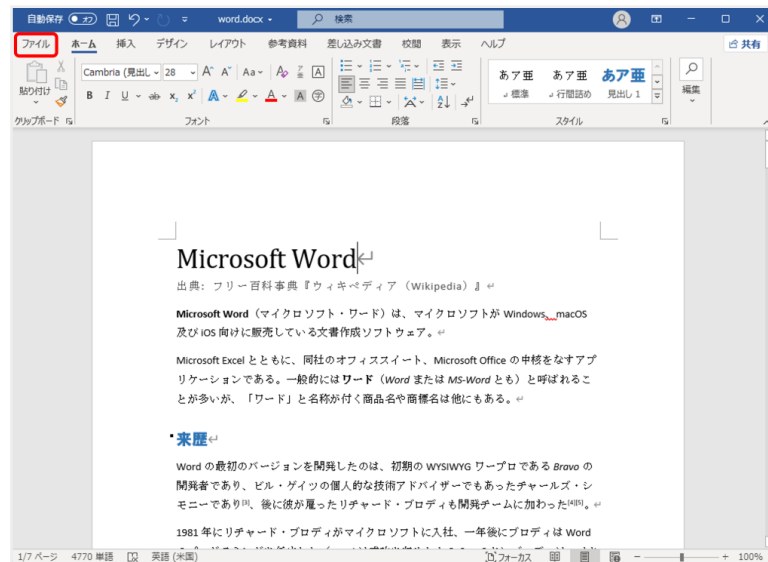 自動保存 オフ word.docx 検索
ファイル ホーム 挿入 デザイン レイアウト 参考資料 差し込み文書 校閲 表示 ヘルプ 共有
貼り付け Cambria (見出し 28 A A Aa A A あア亜 あア亜 あア亜 編集
B I U ab x₂ x² A A A 字 標準 行間詰め 見出し 1
クリップボード フォント 段落 スタイル
Microsoft Word
出典: フリー百科事典『ウィキペディア（Wikipedia）』
Microsoft Word（マイクロソフト・ワード）は、マイクロソフトが Windows、macOS
及び iOS 向けに販売している文書作成ソフトウェア。
Microsoft Excel とともに、同社のオフィススイート、Microsoft Office の中核をなすアプ
リケーションである。一般的にはワード（Word または MS-Word とも）と呼ばれるこ
とが多いが、「ワード」と名称が付く商品名や商標名は他にもある。
来歴
Word の最初のバージョンを開発したのは、初期の WYSIWYG ワープロである Bravo の
開発者であり、ビル・ゲイツの個人的な技術アドバイザーでもあったチャールズ・シ
モニーであり[3]、後に彼が雇ったリチャード・ブロディも開発チームに加わった[4][5]。
1981 年にリチャード・ブロディがマイクロソフトに入社、一年後にブロディは Word
1/7 ページ 4770 単語 英語 (米国) フォーカス 100%